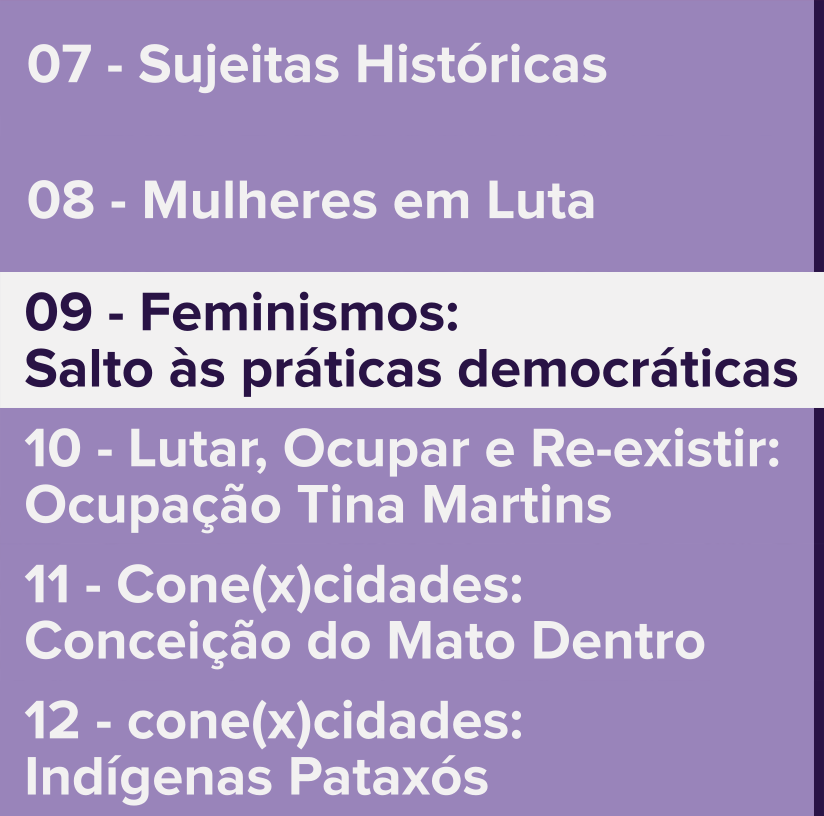 07 - Sujeitas Históricas
08 - Mulheres em Luta
09 - Feminismos:
Salto às práticas democráticas
10 - Lutar, Ocupar e Re-existir:
Ocupação Tina Martins
11 - Cone(x)cidades:
Conceição do Mato Dentro
12 - cone(x)cidades:
Indígenas Pataxós